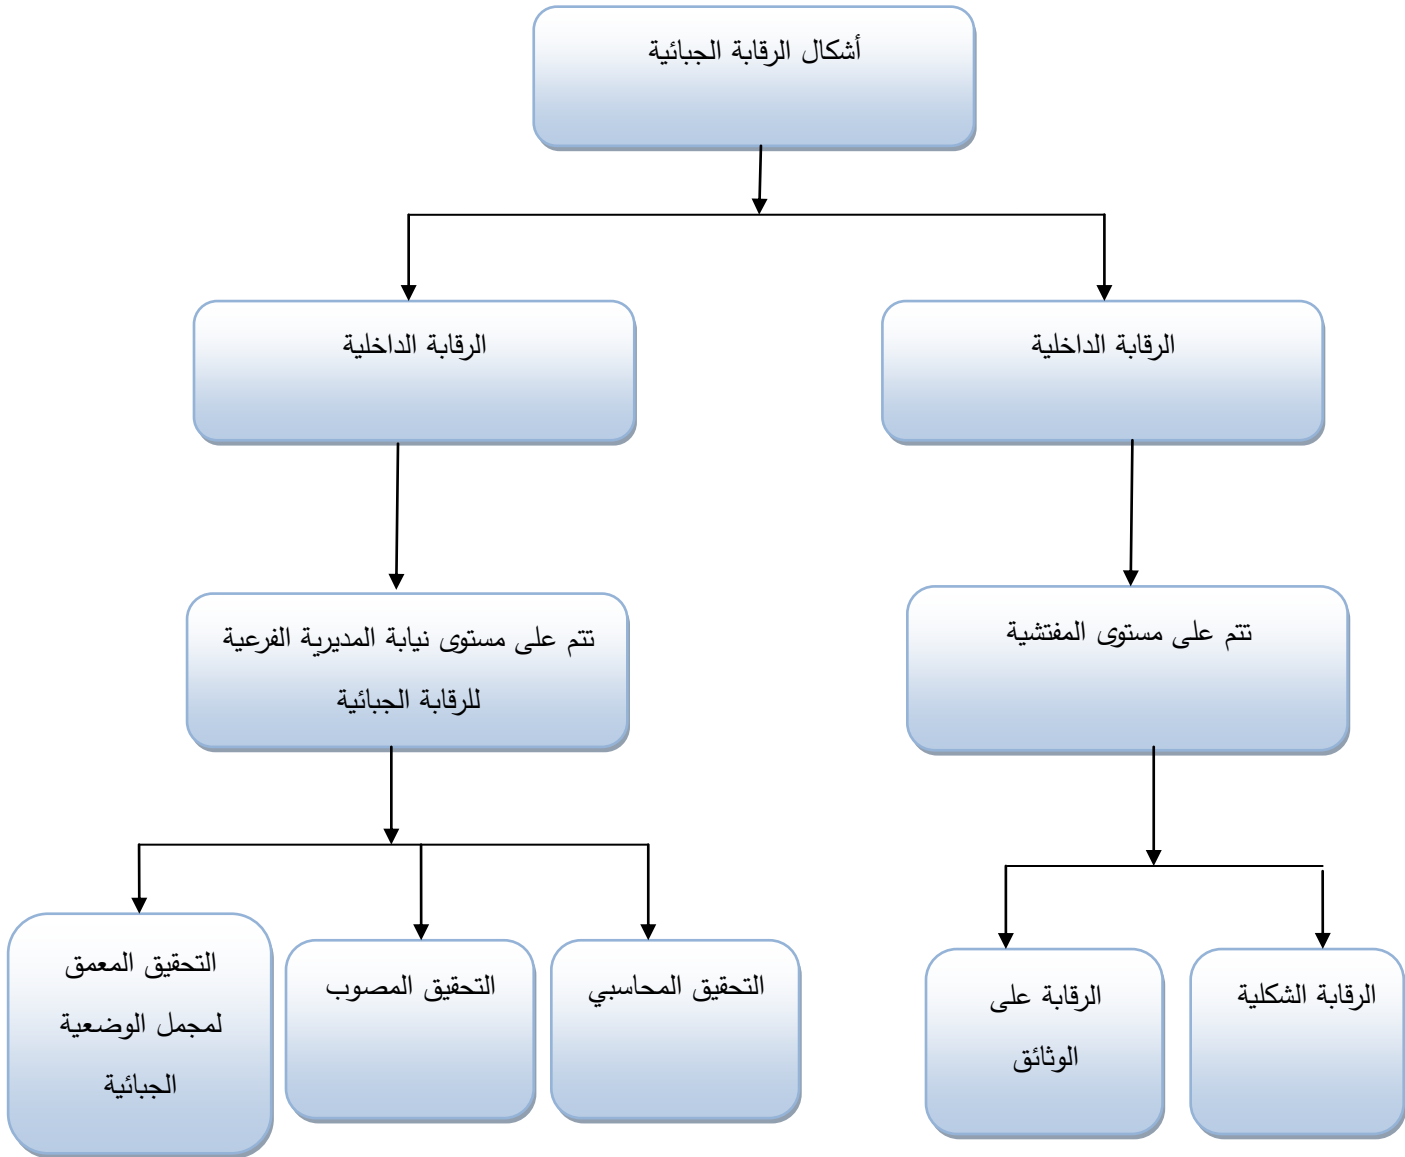 أشكال الرقابة الجبائية
الرقابة الداخلية
الرقابة الداخلية
تتم على مستوى المفتشية
تتم على مستوى نيابة المديرية الفرعية
للرقابة الجبائية
الرقابة الشكلية
الرقابة على
الوثائق
التحقيق المحاسبي
التحقيق المصوب
التحقيق المعمق
لمجمل الوضعية
الجبائية